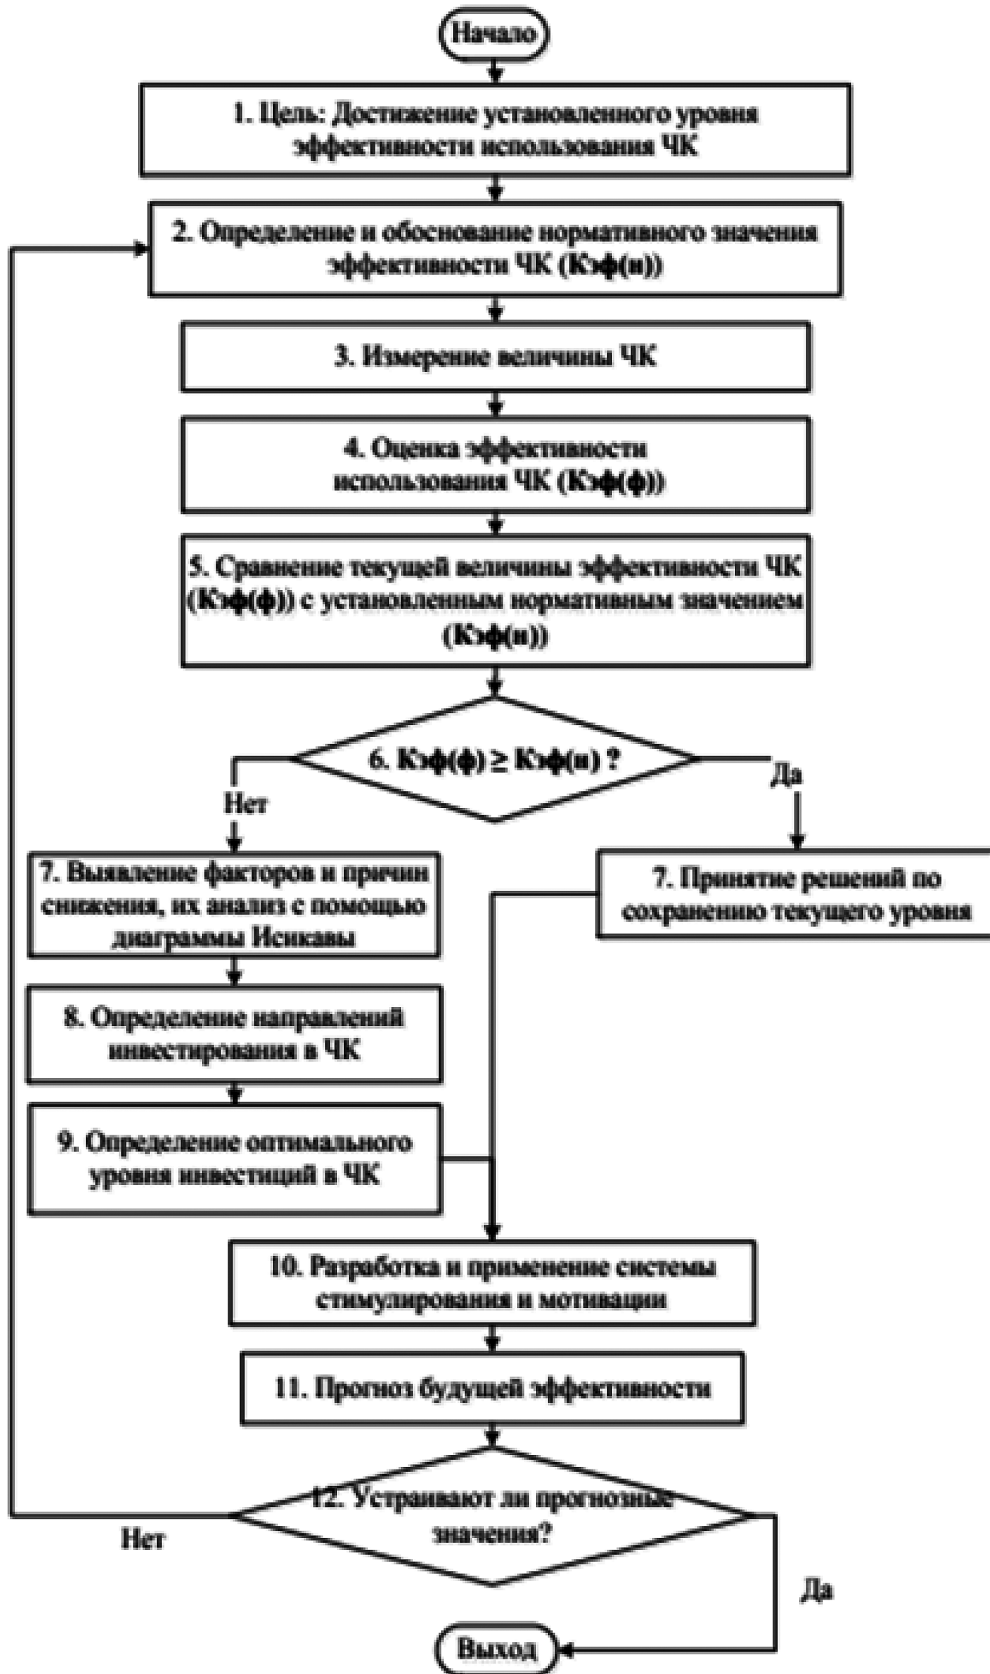 Начало
1. Цель: Достижение установленного уровня
эффективности использования ЧК
2. Определение и обоснование нормативного значения
эффективности ЧК (Кэф(н))
3. Измерение величины ЧК
4. Оценка эффективности
использования ЧК (Кэф(ф))
5. Сравнение текущей величины эффективности ЧК
(Кэф(ф)) с установленным нормативным значением
(Кэф(н))
6. Кэф(ф) ≥ Кэф(н) ?
Нет
Да
7. Выявление факторов и причин
снижения, их анализ с помощью
диаграммы Исикавы
7. Принятие решений по
сохранению текущего уровня
8. Определение направлений
инвестирования в ЧК
9. Определение оптимального
уровня инвестиций в ЧК
10. Разработка и применение системы
стимулирования и мотивации
11. Прогноз будущей эффективности
12. Устраивают ли прогнозные
значения?
Нет
Да
Выход